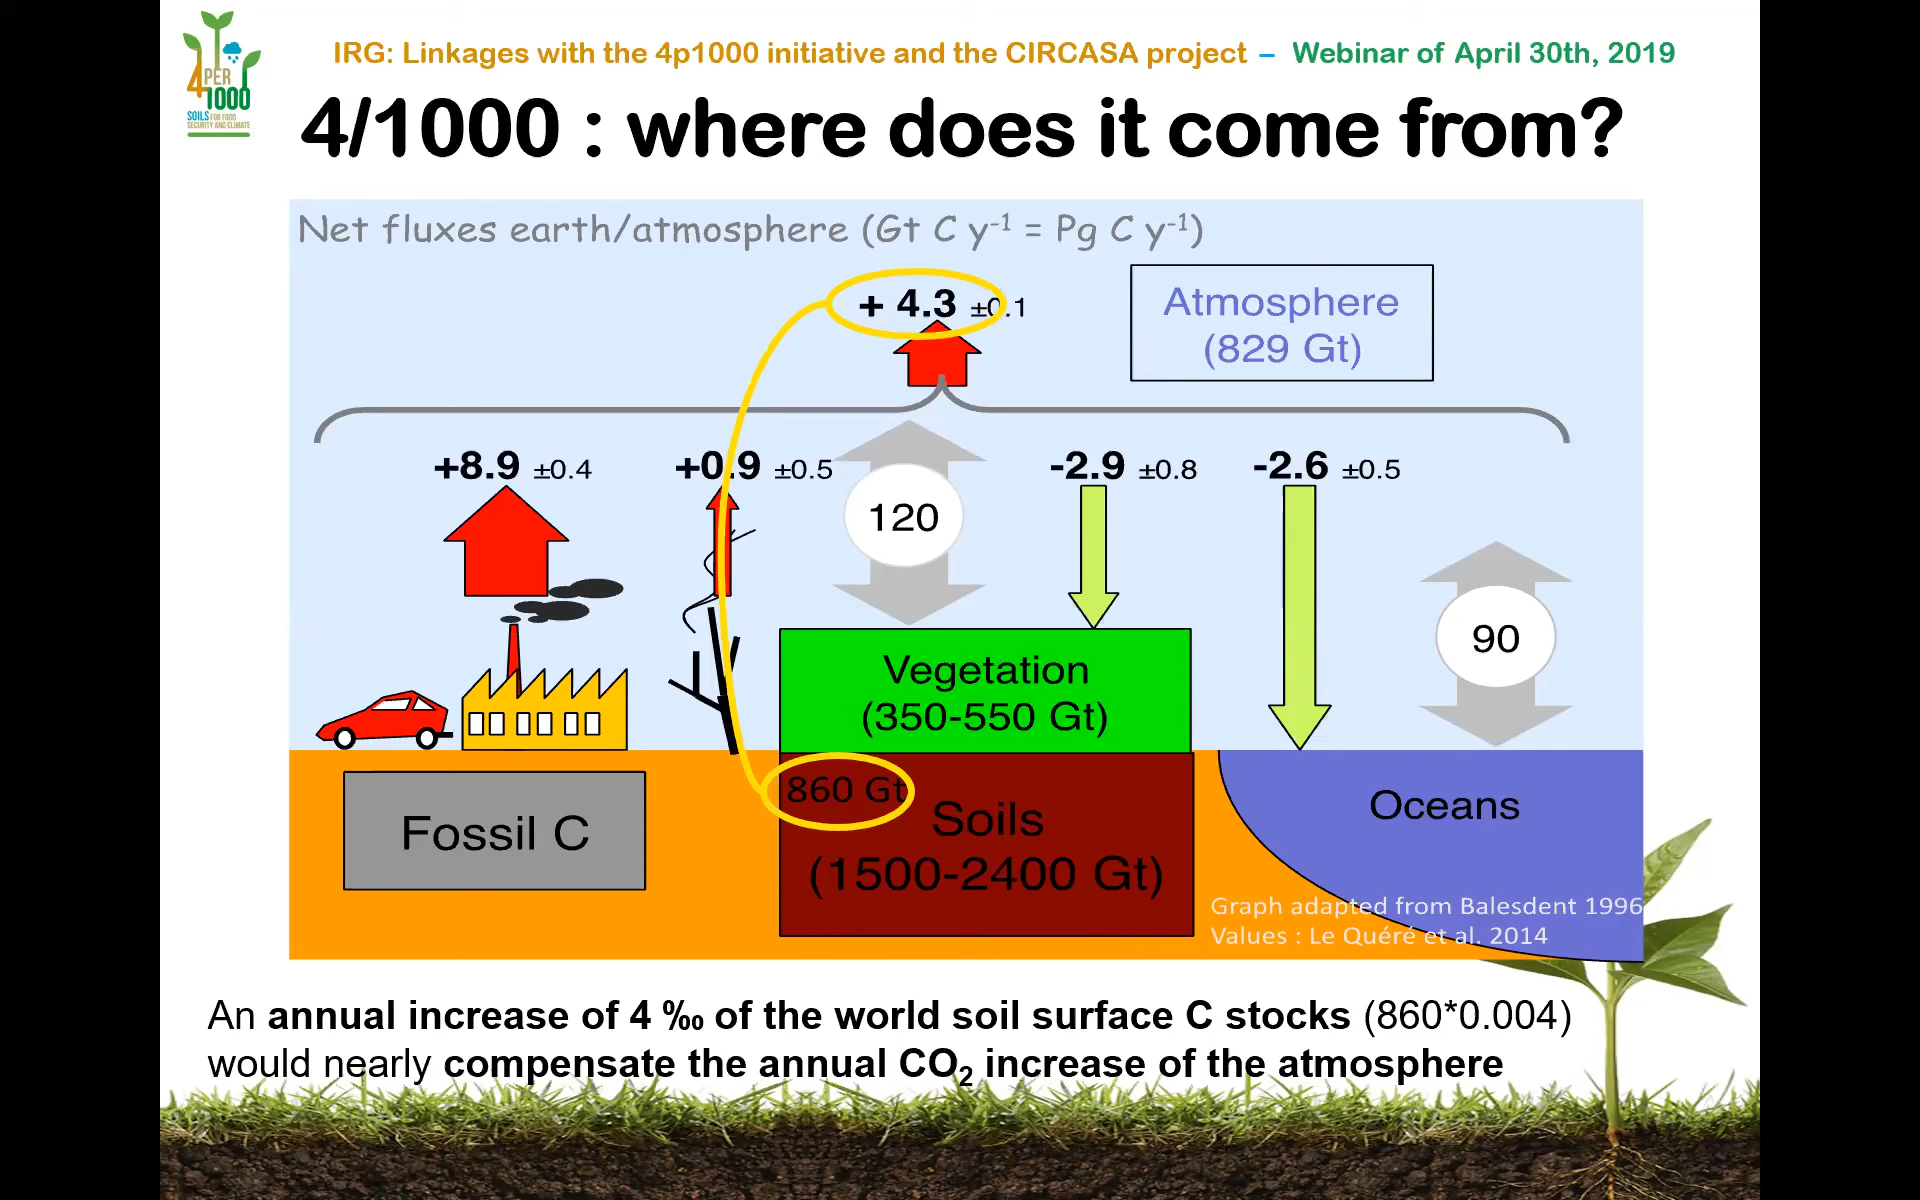 4 PER
1000
SOILS FOR FOOD
SECURITY AND CLIMATE
IRG: Linkages with the 4p1000 initiative and the CIRCASA project – Webinar of April 30th, 2019
4/1000 : where does it come from?
Net fluxes earth/atmosphere (Gt C y⁻¹ = Pg C y⁻¹)
+ 4.3 ±0.1
Atmosphere
(829 Gt)
+8.9 ±0.4
+0.9 ±0.5
-2.9 ±0.8
-2.6 ±0.5
120
90
Vegetation
(350-550 Gt)
860 Gt
Soils
(1500-2400 Gt)
Fossil C
Oceans
Graph adapted from Balesdent 1996
Values : Le Quéré et al. 2014
An annual increase of 4 ‰ of the world soil surface C stocks (860*0.004)
would nearly compensate the annual CO₂ increase of the atmosphere